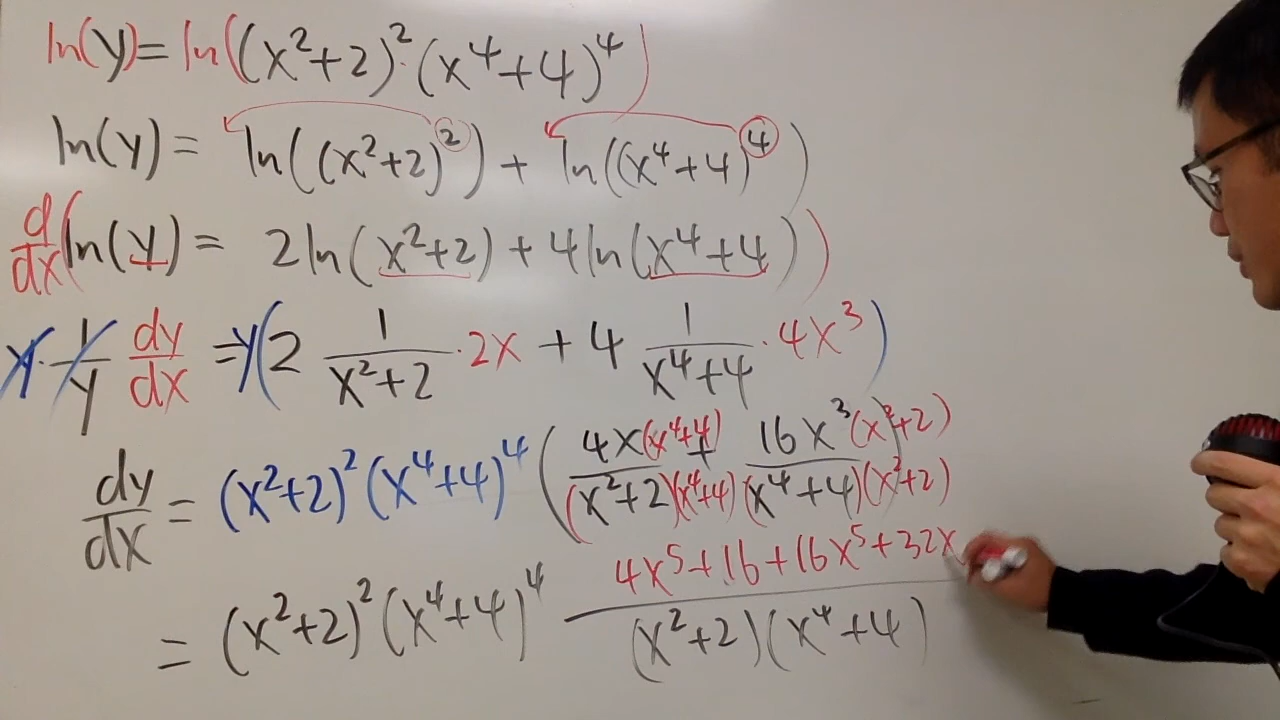 ln(y) = ln((x²+2)²·(x⁴+4)⁴)
ln(y) = ln((x²+2)²) + ln((x⁴+4)⁴)
d/dx(ln(y) = 2ln(x²+2) + 4ln(x⁴+4))
y · 1/y dy/dx = y(2 1/(x²+2) · 2x + 4 1/(x⁴+4) · 4x³)
dy/dx = (x²+2)²(x⁴+4)⁴ (4x(x⁴+4)/(x²+2)(x⁴+4) + 16x³(x²+2)/(x⁴+4)(x²+2))
= (x²+2)²(x⁴+4)⁴ 4x⁵+16+16x⁵+32x/(x²+2)(x⁴+4)